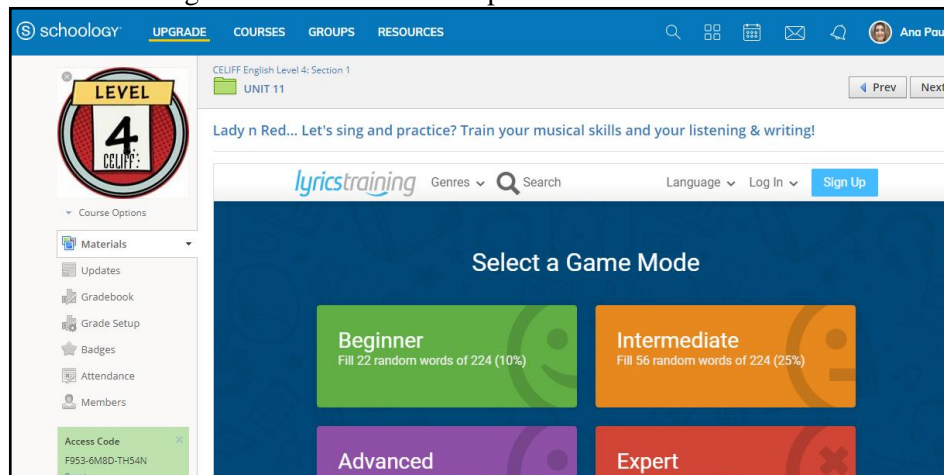 schoology UPGRADE COURSES GROUPS RESOURCES Ana Pau
LEVEL
4
CELIFF:
Course Options
Materials
Updates
Gradebook
Grade Setup
Badges
Attendance
Members
Access Code
F953-6M8D-TH54N
CELIFF English Level 4: Section 1
UNIT 11
Prev Next
Lady n Red... Let's sing and practice? Train your musical skills and your listening & writing!
lyricstraining Genres Search Language Log In Sign Up
Select a Game Mode
Beginner
Fill 22 random words of 224 (10%)
Intermediate
Fill 56 random words of 224 (25%)
Advanced
Expert